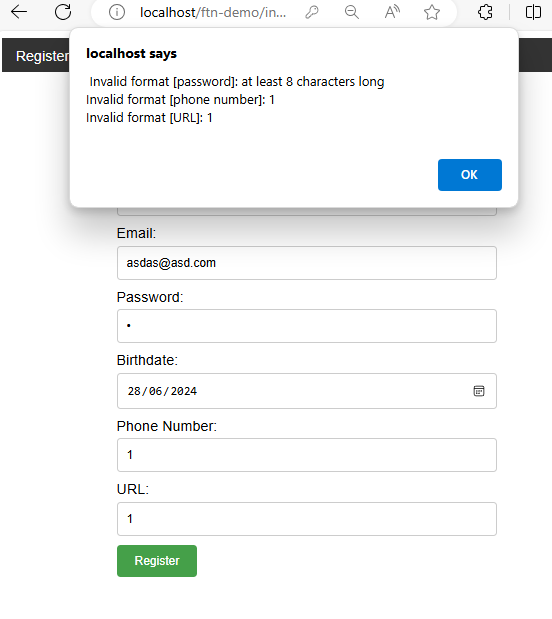 localhost/ftn-demo/in...
Register
localhost says
Invalid format [password]: at least 8 characters long
Invalid format [phone number]: 1
Invalid format [URL]: 1
OK
Email:
asdas@asd.com
Password:
•
Birthdate:
28/06/2024
Phone Number:
1
URL:
1
Register